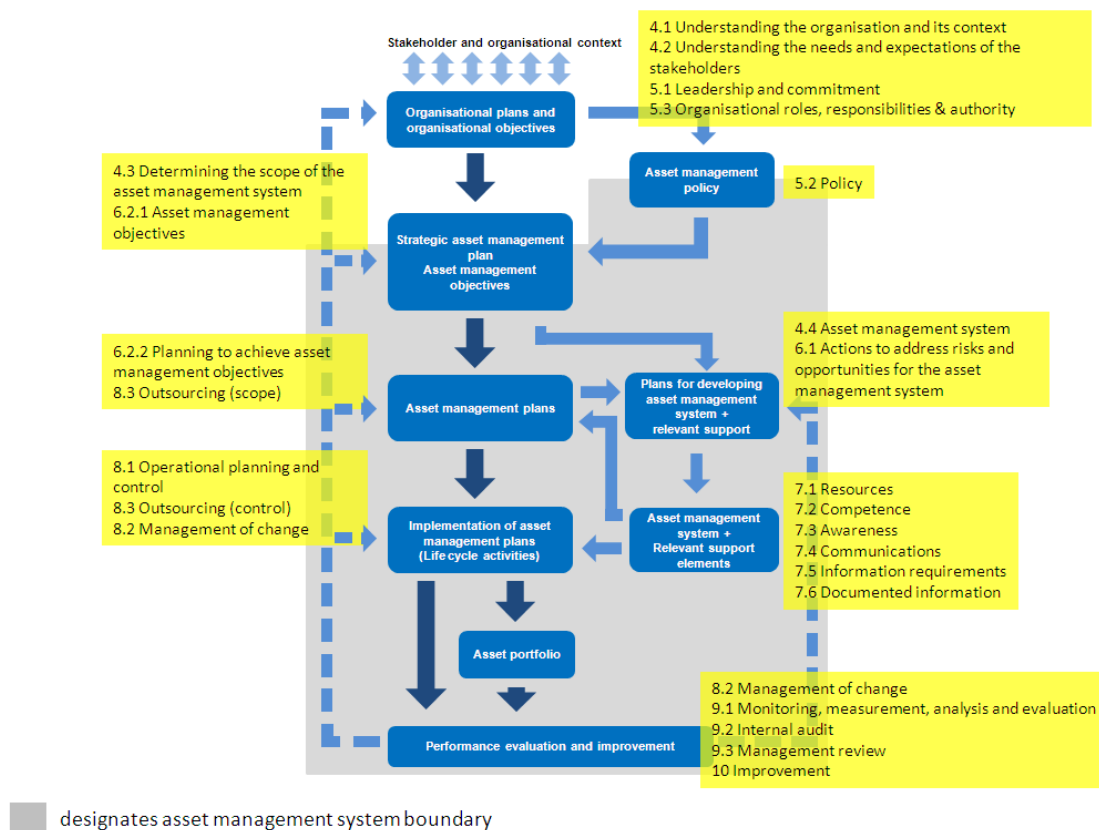 Stakeholder and organisational context
4.1 Understanding the organisation and its context
4.2 Understanding the needs and expectations of the
stakeholders
5.1 Leadership and commitment
5.3 Organisational roles, responsibilities & authority
Organisational plans and
organisational objectives
Asset management
policy
5.2 Policy
4.3 Determining the scope of the
asset management system
6.2.1 Asset management
objectives
Strategic asset management
plan
Asset management
objectives
4.4 Asset management system
6.1 Actions to address risks and
opportunities for the asset
management system
6.2.2 Planning to achieve asset
management objectives
8.3 Outsourcing (scope)
Asset management plans
Plans for developing
asset management
system +
relevant support
8.1 Operational planning and
control
8.3 Outsourcing (control)
8.2 Management of change
Implementation of asset
management plans
(Life cycle activities)
Asset management
system +
Relevant support
elements
7.1 Resources
7.2 Competence
7.3 Awareness
7.4 Communications
7.5 Information requirements
7.6 Documented information
Asset portfolio
Performance evaluation and improvement
8.2 Management of change
9.1 Monitoring, measurement, analysis and evaluation
9.2 Internal audit
9.3 Management review
10 Improvement
designates asset management system boundary